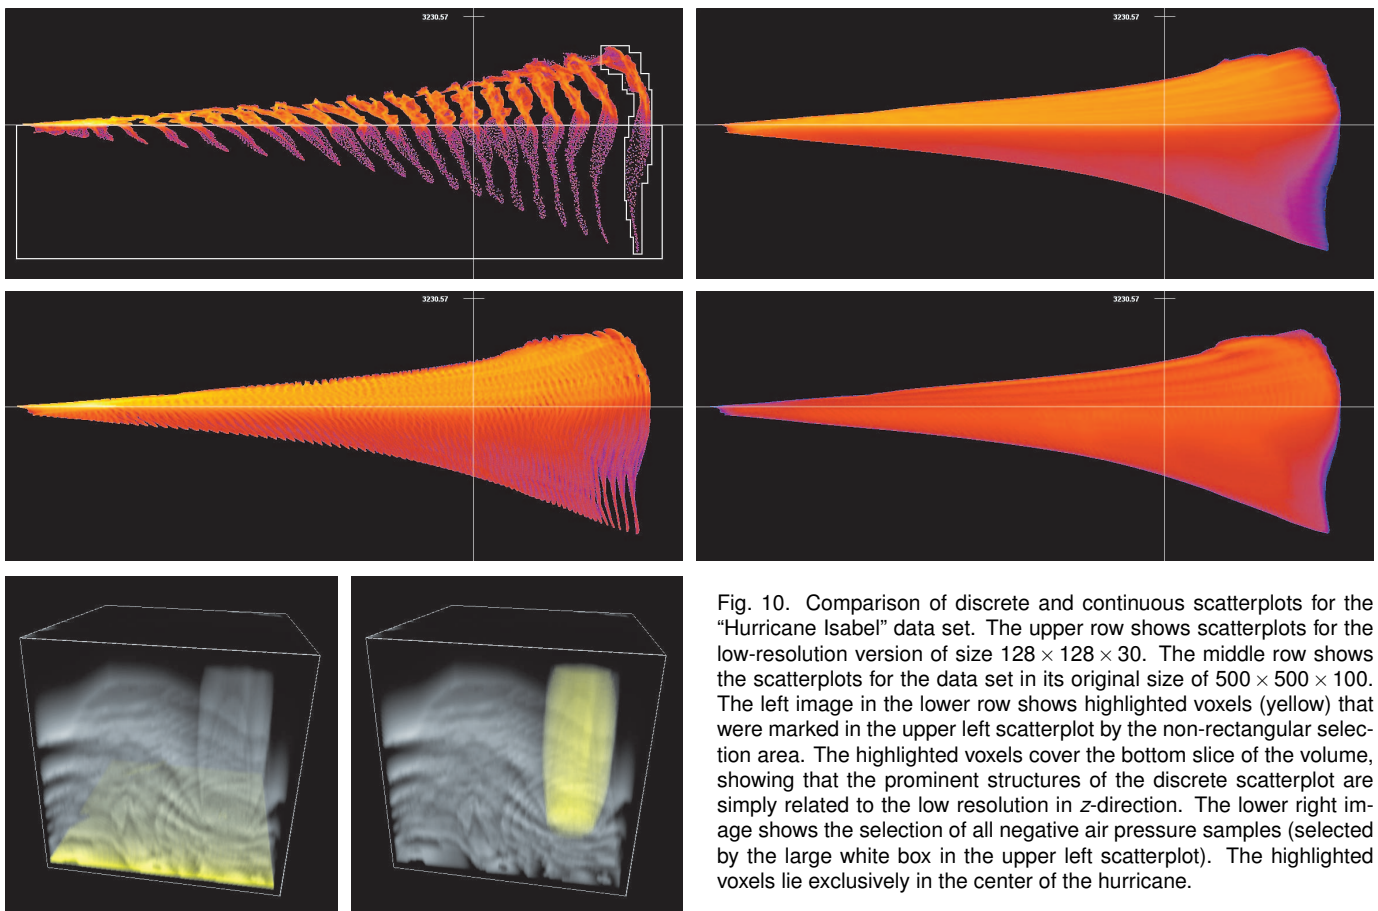 3230.57
3230.57
3230.57
3230.57
Fig. 10. Comparison of discrete and continuous scatterplots for the
“Hurricane Isabel” data set. The upper row shows scatterplots for the
low-resolution version of size 128 × 128 × 30. The middle row shows
the scatterplots for the data set in its original size of 500 × 500 × 100.
The left image in the lower row shows highlighted voxels (yellow) that
were marked in the upper left scatterplot by the non-rectangular selec-
tion area. The highlighted voxels cover the bottom slice of the volume,
showing that the prominent structures of the discrete scatterplot are
simply related to the low resolution in z-direction. The lower right im-
age shows the selection of all negative air pressure samples (selected
by the large white box in the upper left scatterplot). The highlighted
voxels lie exclusively in the center of the hurricane.